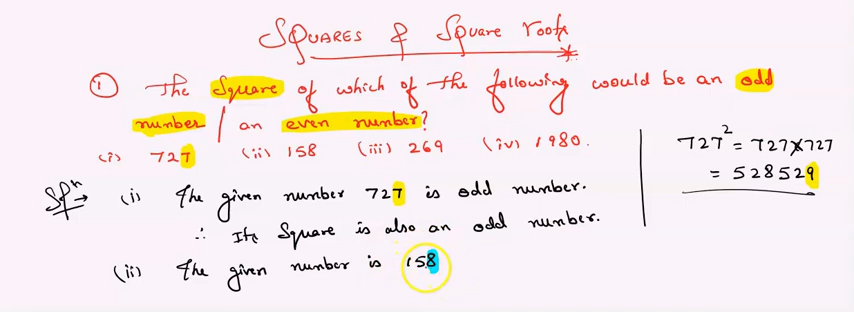 SQUARES & Square roots
① The Square of which of the following would be an odd
number / an even number?
(i) 727 (ii) 158 (iii) 269 (iv) 1980.
Solⁿ → (i) The given number 727 is odd number.
∴ Its Square is also an odd number.
(ii) The given number is 158
727² = 727×727
= 528529